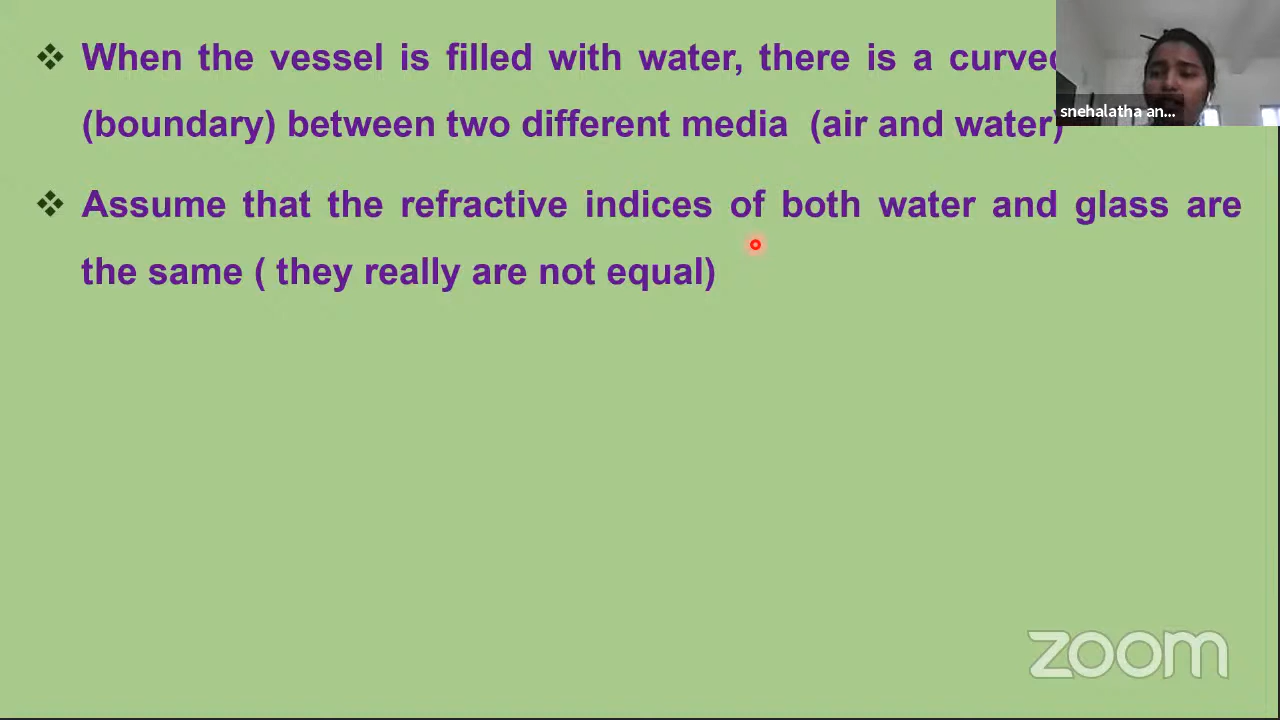 ❖ When the vessel is filled with water, there is a curved
(boundary) between two different media (air and water)
snehalatha an...
❖ Assume that the refractive indices of both water and glass are
the same ( they really are not equal)
zoom